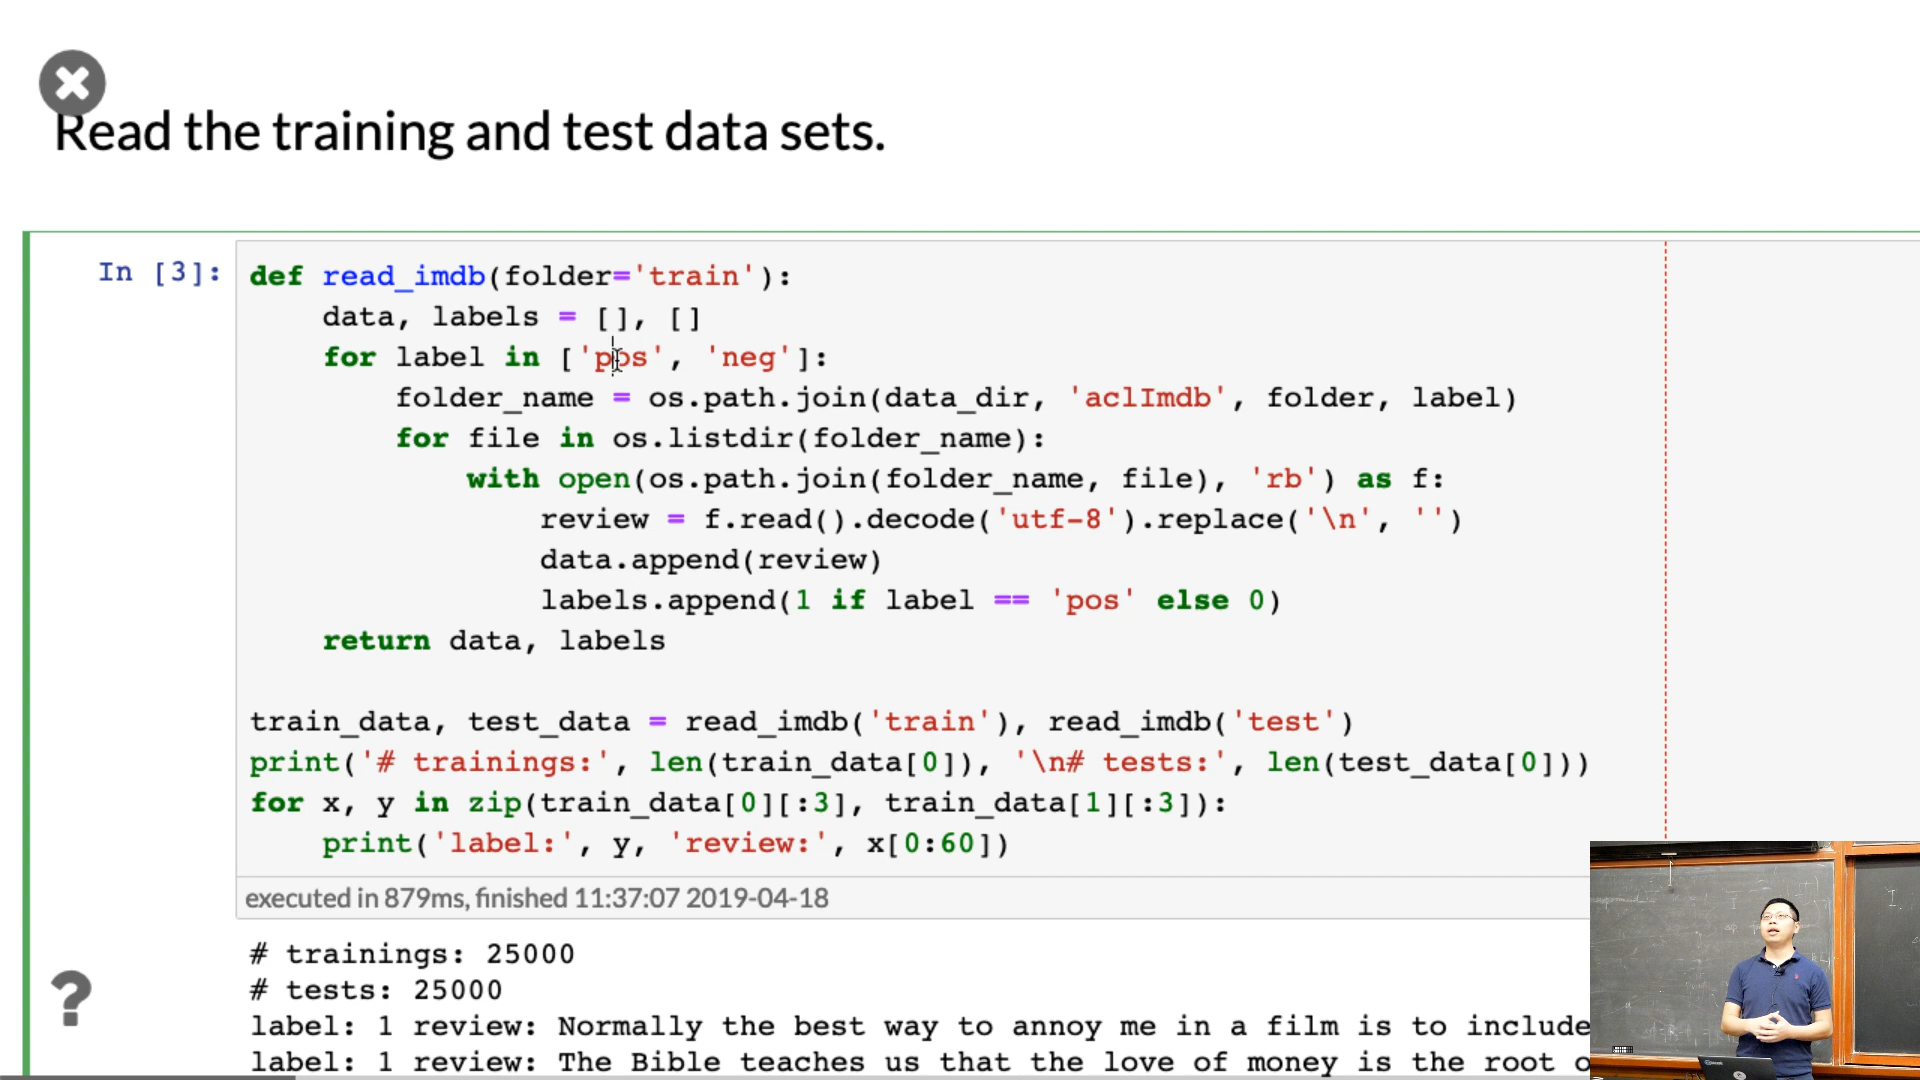 Read the training and test data sets.
In [3]:
def read_imdb(folder='train'):
    data, labels = [], []
    for label in ['pos', 'neg']:
        folder_name = os.path.join(data_dir, 'aclImdb', folder, label)
        for file in os.listdir(folder_name):
            with open(os.path.join(folder_name, file), 'rb') as f:
                review = f.read().decode('utf-8').replace('\n', '')
                data.append(review)
                labels.append(1 if label == 'pos' else 0)
    return data, labels
train_data, test_data = read_imdb('train'), read_imdb('test')
print('# trainings:', len(train_data[0]), '\n# tests:', len(test_data[0]))
for x, y in zip(train_data[0][:3], train_data[1][:3]):
    print('label:', y, 'review:', x[0:60])
executed in 879ms, finished 11:37:07 2019-04-18
# trainings: 25000
# tests: 25000
label: 1 review: Normally the best way to annoy me in a film is to include
label: 1 review: The Bible teaches us that the love of money is the root
?